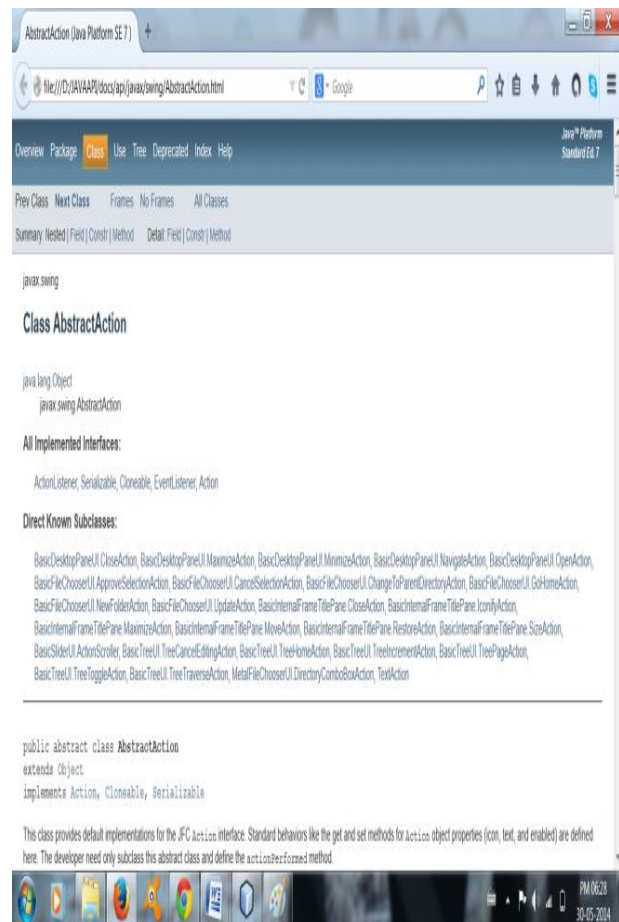 AbstractAction (Java Platform SE 7)
file:///D:/JAVAAPI/docs/api/javax/swing/AbstractAction.html
Google
Overview Package Class Use Tree Deprecated Index Help
Java™ Platform
Standard Ed. 7
Prev Class Next Class Frames No Frames All Classes
Summary: Nested | Field | Constr | Method Detail: Field | Constr | Method
javax.swing
Class AbstractAction
java.lang.Object
javax.swing.AbstractAction
All Implemented Interfaces:
ActionListener, Serializable, Cloneable, EventListener, Action
Direct Known Subclasses:
BasicDesktopPaneUI.CloseAction, BasicDesktopPaneUI.MaximizeAction, BasicDesktopPaneUI.MinimizeAction, BasicDesktopPaneUI.NavigateAction, BasicDesktopPaneUI.OpenAction,
BasicFileChooserUI.ApproveSelectionAction, BasicFileChooserUI.CancelSelectionAction, BasicFileChooserUI.ChangeToParentDirectoryAction, BasicFileChooserUI.GoHomeAction,
BasicFileChooserUI.NewFolderAction, BasicFileChooserUI.UpdateAction, BasicInternalFrameTitlePane.CloseAction, BasicInternalFrameTitlePane.IconifyAction,
BasicInternalFrameTitlePane.MaximizeAction, BasicInternalFrameTitlePane.MoveAction, BasicInternalFrameTitlePane.RestoreAction, BasicInternalFrameTitlePane.SizeAction,
BasicSliderUI.ActionScroller, BasicTreeUI.TreeCancelEditingAction, BasicTreeUI.TreeHomeAction, BasicTreeUI.TreeIncrementAction, BasicTreeUI.TreePageAction,
BasicTreeUI.TreeToggleAction, BasicTreeUI.TreeTraverseAction, MetalFileChooserUI.DirectoryComboBoxAction, TextAction
public abstract class AbstractAction
extends Object
implements Action, Cloneable, Serializable
This class provides default implementations for the JFC Action interface. Standard behaviors like the get and set methods for Action object properties (icon, text, and enabled) are defined
here. The developer need only subclass this abstract class and define the actionPerformed method.
PM 06:28
30-05-2014